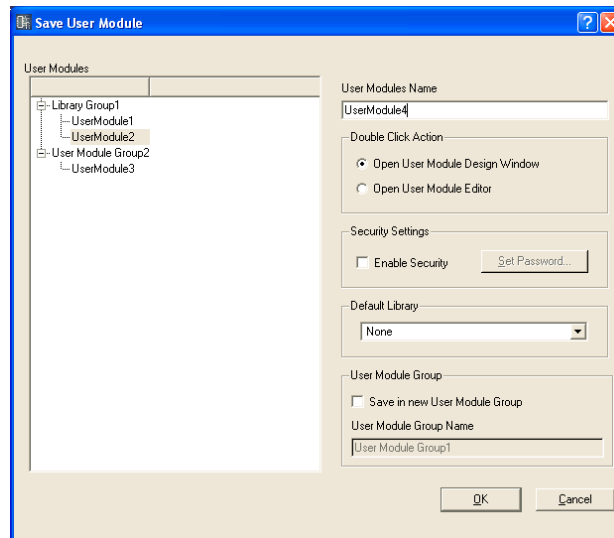 Save User Module
User Modules
Library Group1
UserModule1
UserModule2
User Module Group2
UserModule3
User Modules Name
UserModule4
Double Click Action
Open User Module Design Window
Open User Module Editor
Security Settings
Enable Security
Set Password...
Default Library
None
User Module Group
Save in new User Module Group
User Module Group Name
User Module Group1
OK
Cancel